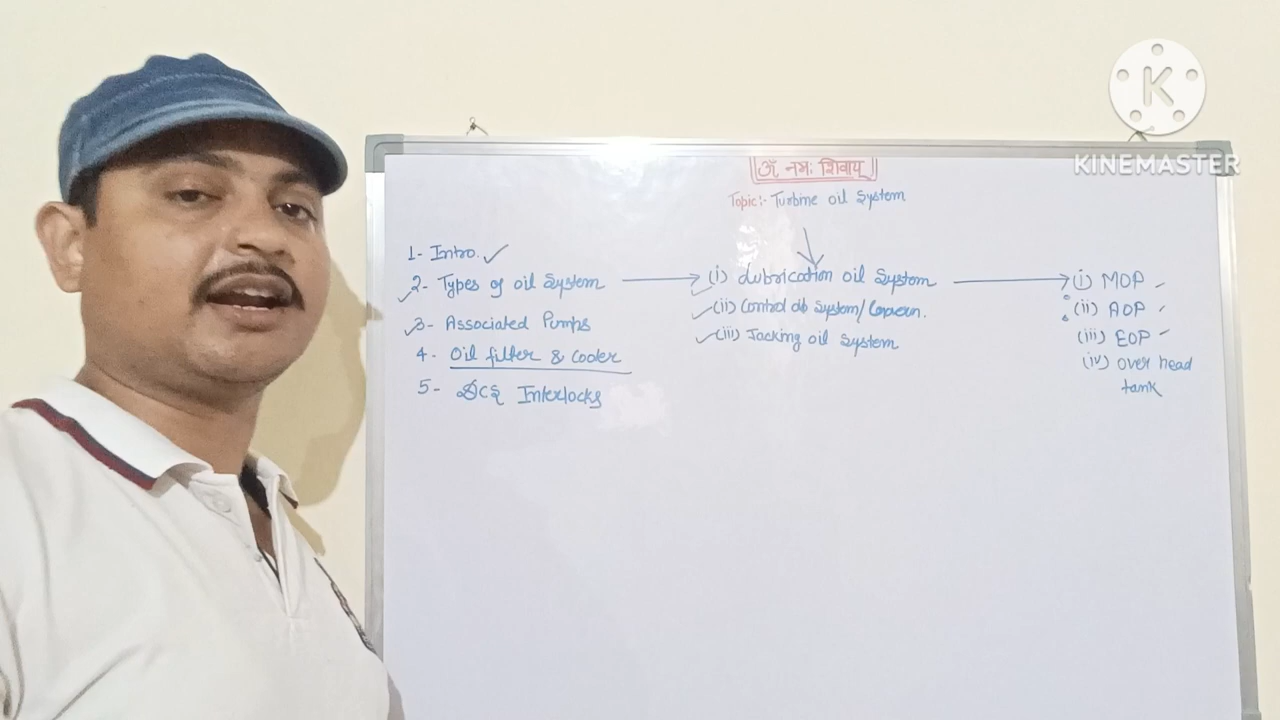 ॐ नमः शिवाय
Topic:- Turbine oil System
1- Intro.
2- Types of oil System
3- Associated Pumps
4- Oil filter & Cooler
5- DCS Interlocks
(i) Lubrication oil System
(ii) Control oil System/ Govern.
(iii) Jacking oil System
(i) MOP
(ii) AOP
(iii) EOP
(iv) Over head
tank
K
KINEMASTER